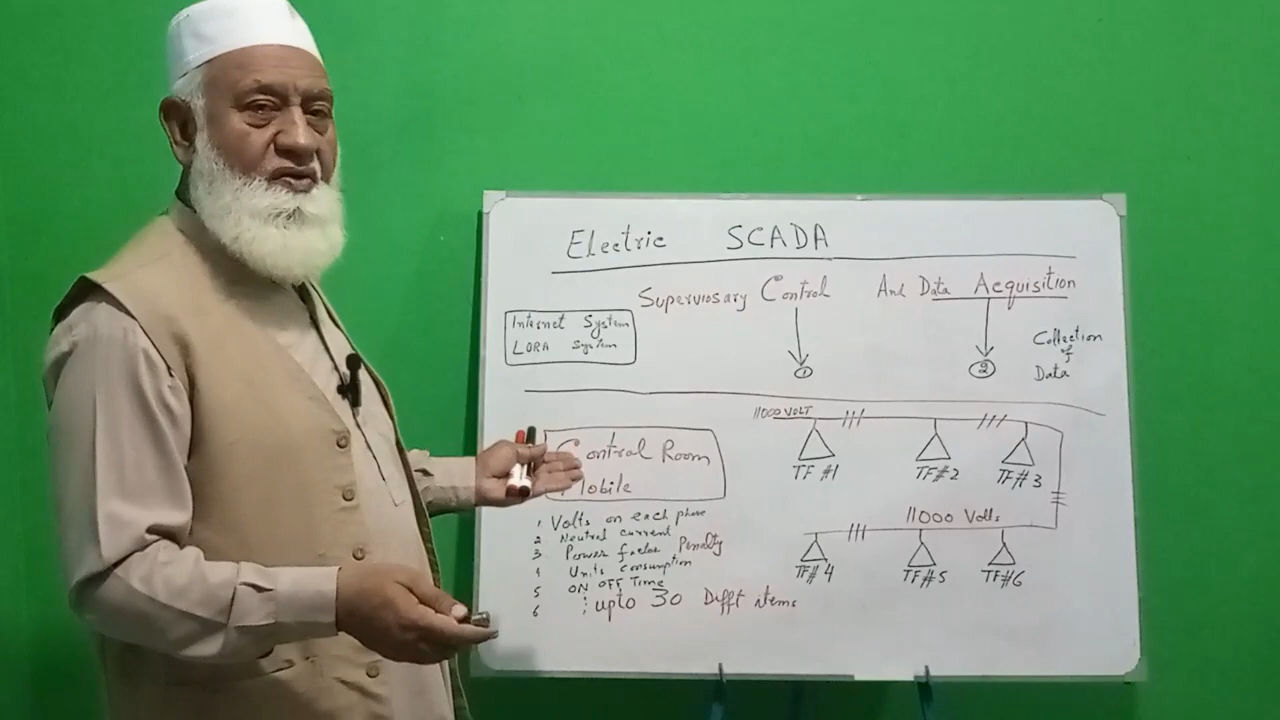 Electric SCADA
Superviosary Control And Data Acquisition
Internet System
LORA System
1
2
Collection
of
Data
11000 VOLT
TF #1
TF #2
TF #3
11000 Volts
TF# 4
TF# 5
TF# 6
Control Room
Mobile
1 Volts on each phase
2 Neutral current
3 Power factor Penalty
4 Units consumption
5 ON OFF Time
6 upto 30 Difft items